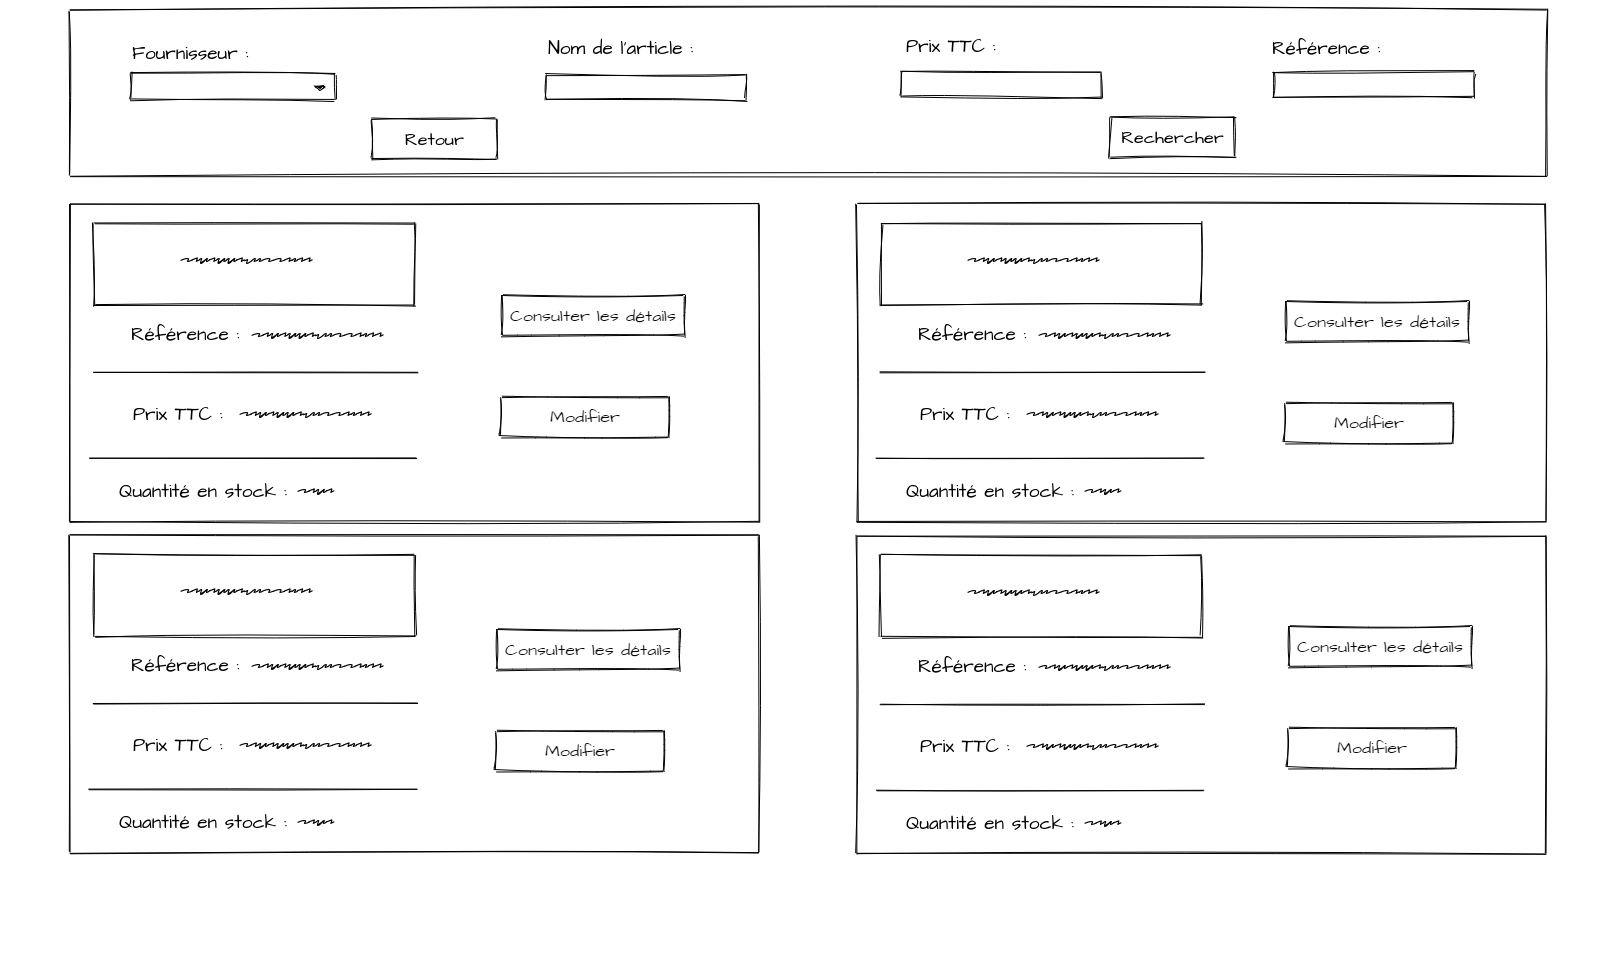 Fournisseur :
Nom de l'article :
Prix TTC :
Référence :
Retour
Rechercher
Consulter les détails
Référence :
Prix TTC :
Modifier
Quantité en stock :
Consulter les détails
Référence :
Prix TTC :
Modifier
Quantité en stock :
Consulter les détails
Référence :
Prix TTC :
Modifier
Quantité en stock :
Consulter les détails
Référence :
Prix TTC :
Modifier
Quantité en stock :